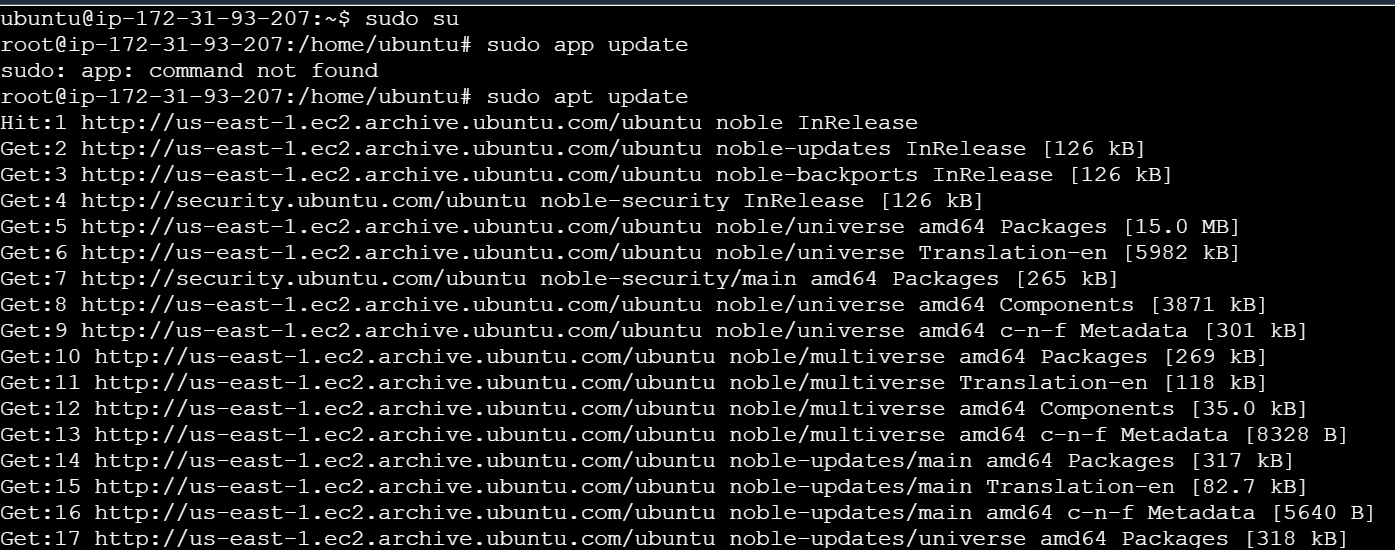 ubuntu@ip-172-31-93-207:~$ sudo su
root@ip-172-31-93-207:/home/ubuntu# sudo app update
sudo: app: command not found
root@ip-172-31-93-207:/home/ubuntu# sudo apt update
Hit:1 http://us-east-1.ec2.archive.ubuntu.com/ubuntu noble InRelease
Get:2 http://us-east-1.ec2.archive.ubuntu.com/ubuntu noble-updates InRelease [126 kB]
Get:3 http://us-east-1.ec2.archive.ubuntu.com/ubuntu noble-backports InRelease [126 kB]
Get:4 http://security.ubuntu.com/ubuntu noble-security InRelease [126 kB]
Get:5 http://us-east-1.ec2.archive.ubuntu.com/ubuntu noble/universe amd64 Packages [15.0 MB]
Get:6 http://us-east-1.ec2.archive.ubuntu.com/ubuntu noble/universe Translation-en [5982 kB]
Get:7 http://security.ubuntu.com/ubuntu noble-security/main amd64 Packages [265 kB]
Get:8 http://us-east-1.ec2.archive.ubuntu.com/ubuntu noble/universe amd64 Components [3871 kB]
Get:9 http://us-east-1.ec2.archive.ubuntu.com/ubuntu noble/universe amd64 c-n-f Metadata [301 kB]
Get:10 http://us-east-1.ec2.archive.ubuntu.com/ubuntu noble/multiverse amd64 Packages [269 kB]
Get:11 http://us-east-1.ec2.archive.ubuntu.com/ubuntu noble/multiverse Translation-en [118 kB]
Get:12 http://us-east-1.ec2.archive.ubuntu.com/ubuntu noble/multiverse amd64 Components [35.0 kB]
Get:13 http://us-east-1.ec2.archive.ubuntu.com/ubuntu noble/multiverse amd64 c-n-f Metadata [8328 B]
Get:14 http://us-east-1.ec2.archive.ubuntu.com/ubuntu noble-updates/main amd64 Packages [317 kB]
Get:15 http://us-east-1.ec2.archive.ubuntu.com/ubuntu noble-updates/main Translation-en [82.7 kB]
Get:16 http://us-east-1.ec2.archive.ubuntu.com/ubuntu noble-updates/main amd64 c-n-f Metadata [5640 B]
Get:17 http://us-east-1.ec2.archive.ubuntu.com/ubuntu noble-updates/universe amd64 Packages [318 kB]